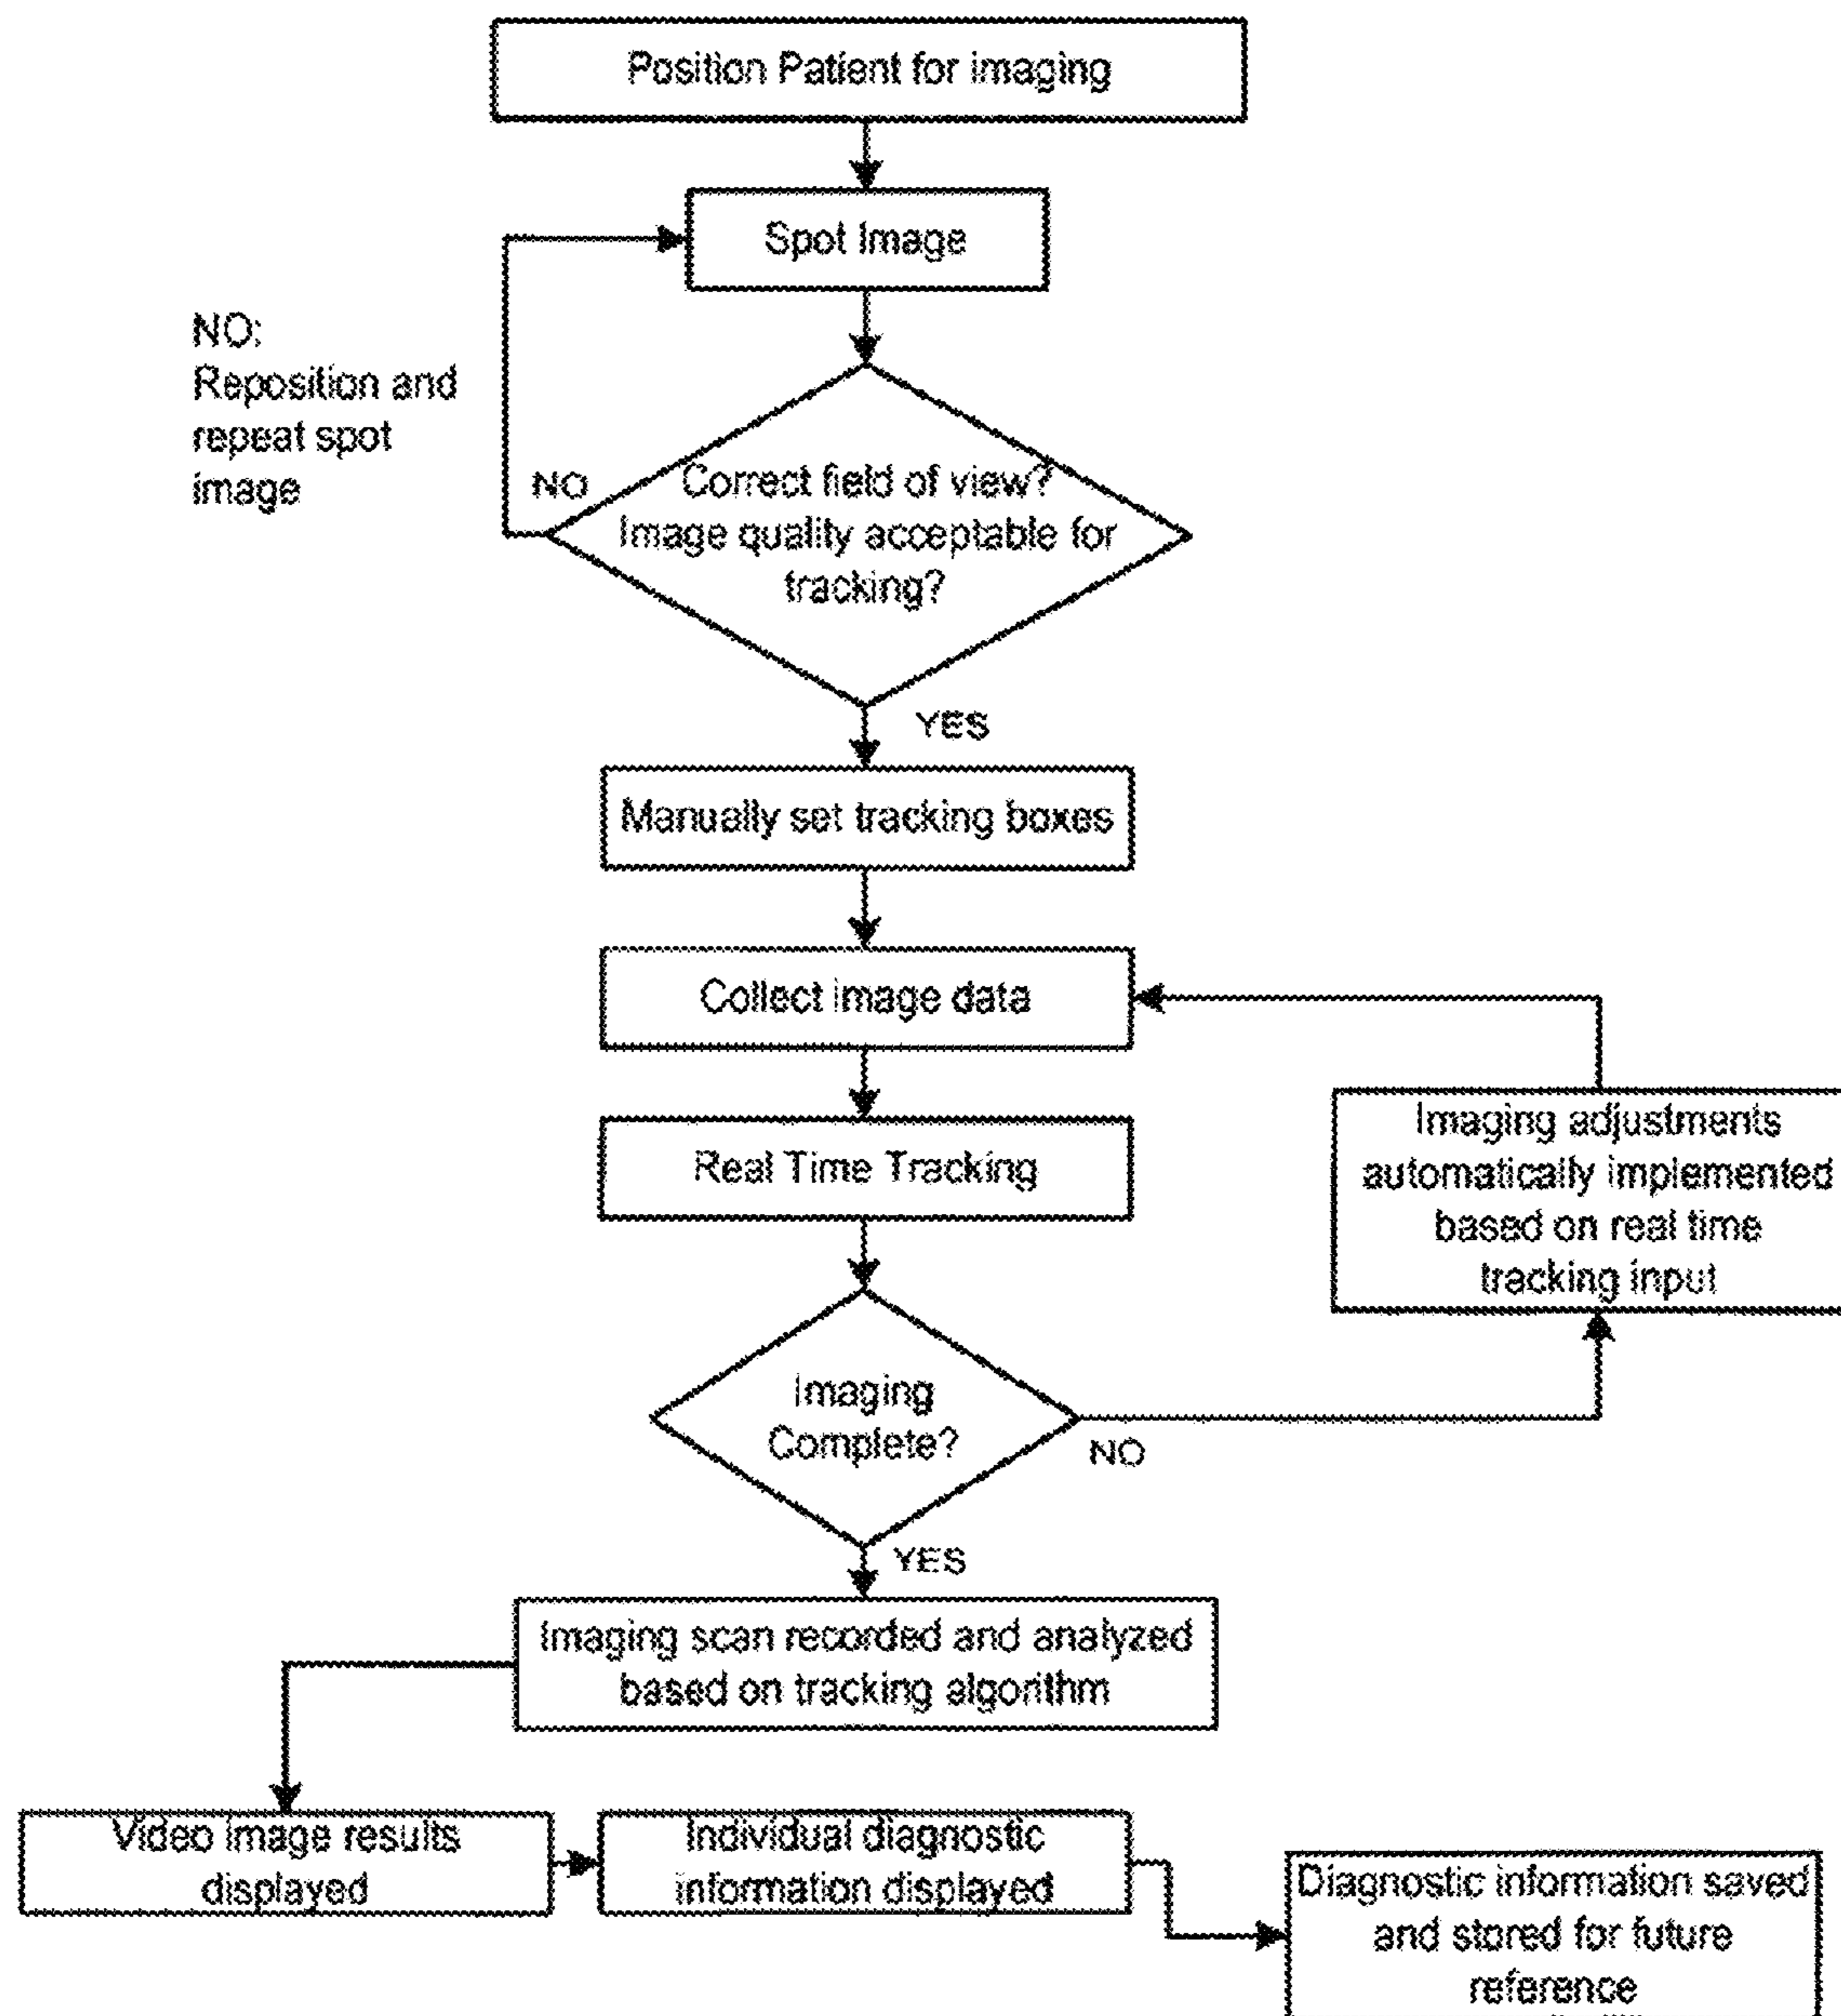 Position Patient for imaging
Spot Image
NO:
Reposition and
repeat spot
image
NO
Correct field of view?
Image quality acceptable for
tracking?
YES
Manually set tracking boxes
Collect image data
Real Time Tracking
Imaging adjustments
automatically implemented
based on real time
tracking input
Imaging
Complete?
NO
YES
Imaging scan recorded and analyzed
based on tracking algorithm
Video image results
displayed
Individual diagnostic
information displayed
Diagnostic information saved
and stored for future
reference